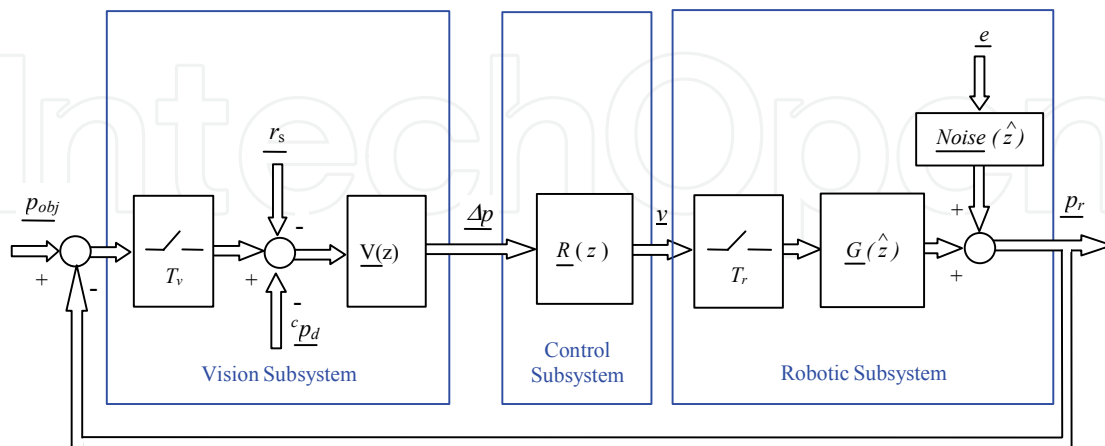 IntechOpen
e
r_s
Noise(ẑ)
p_obj
+
-
T_v
-
+
-
^c p_d
V(z)
Δp
R(z)
v
T_r
G(ẑ)
+
+
p_r
Vision Subsystem
Control
Subsystem
Robotic Subsystem